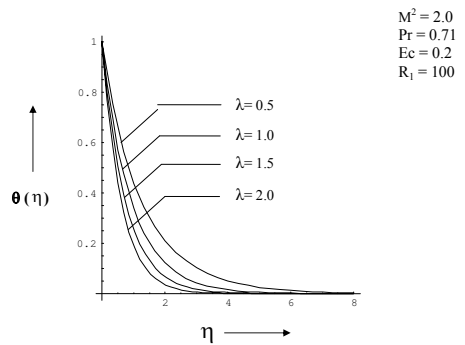 M² = 2.0
Pr = 0.71
Ec = 0.2
R₁ = 100
1
0.8
0.6
0.4
0.2
λ= 0.5
λ= 1.0
λ= 1.5
λ= 2.0
θ (η)
2
4
6
8
η